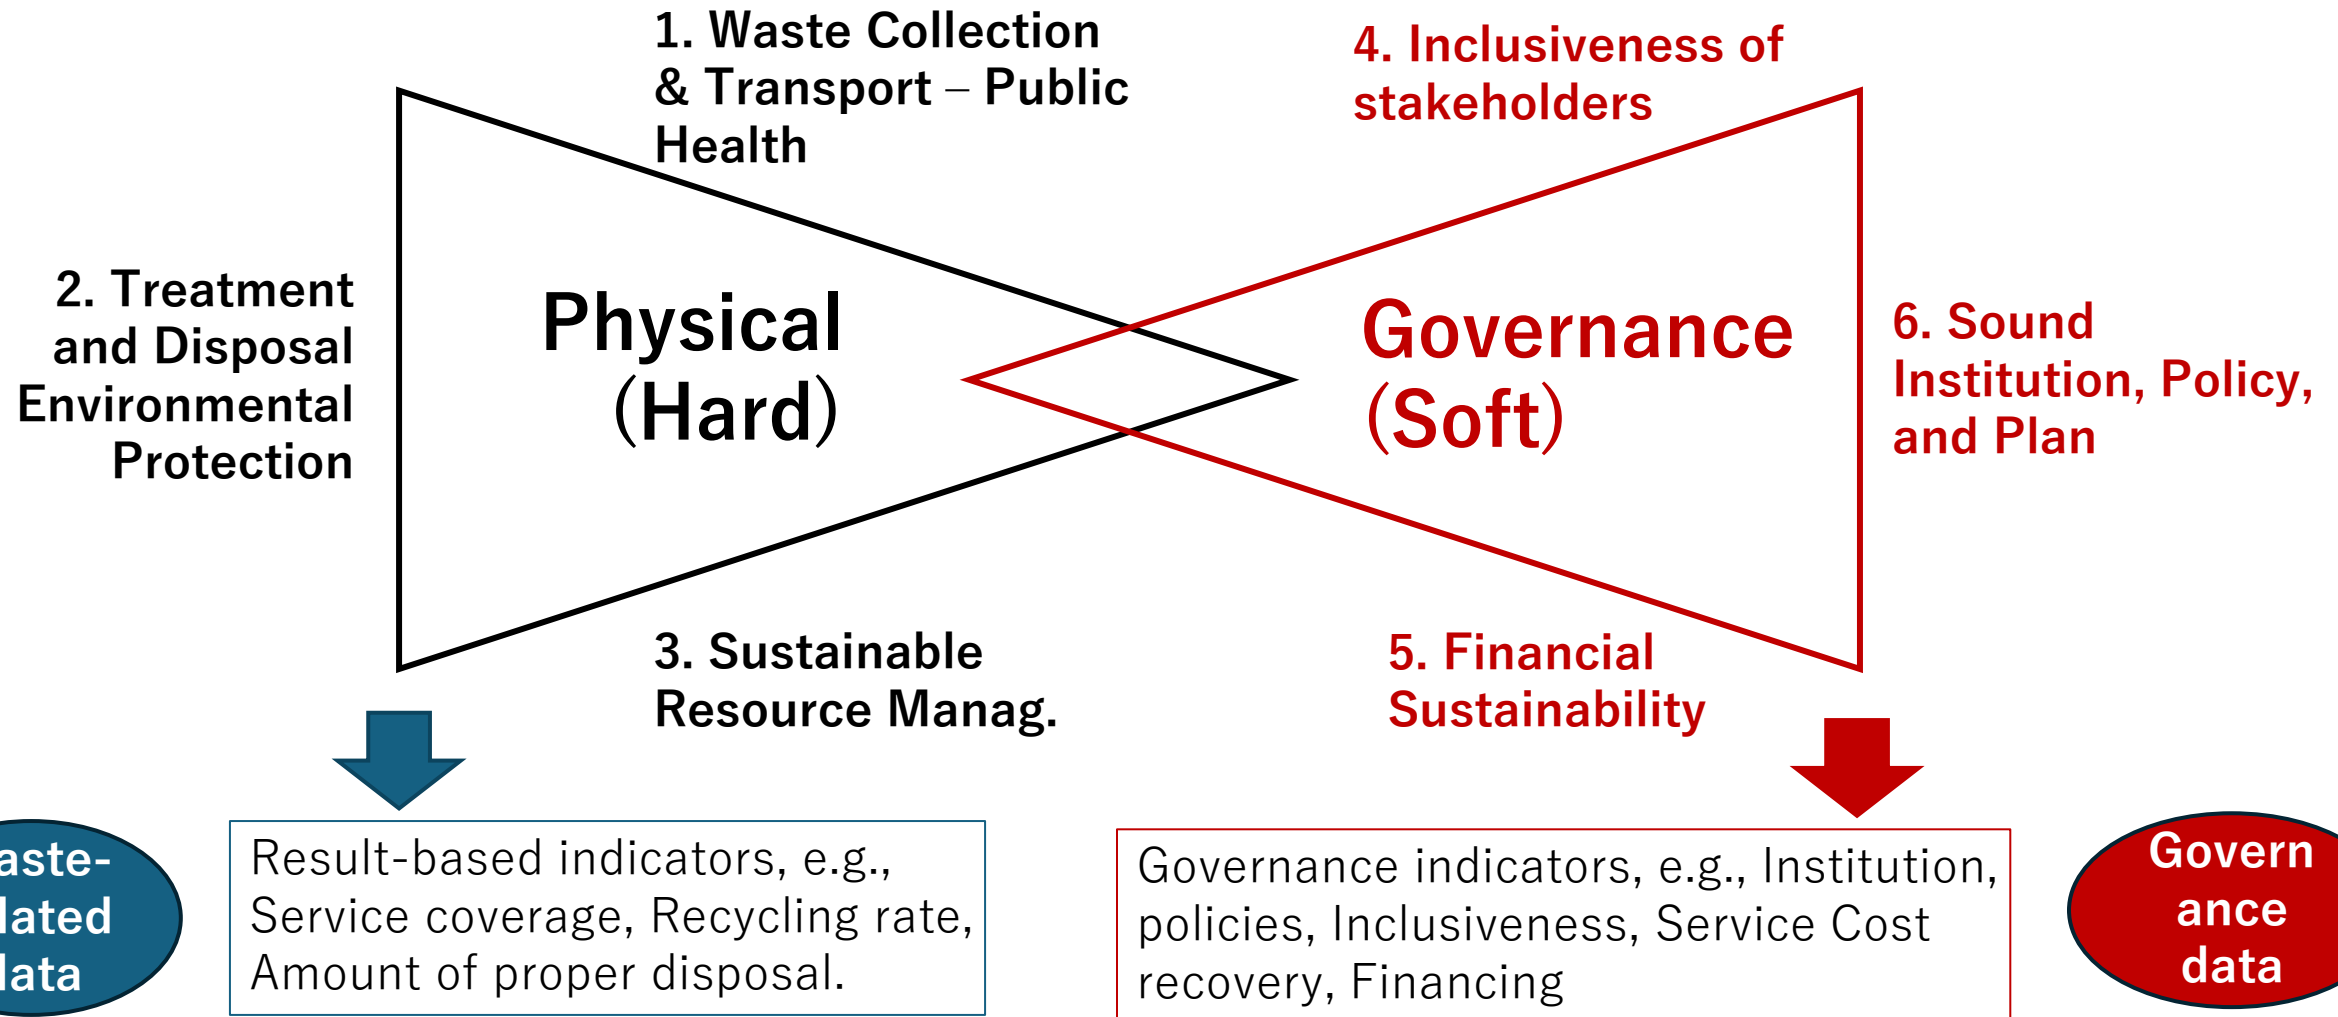 1. Waste Collection
& Transport – Public
Health
4. Inclusiveness of
stakeholders
2. Treatment
and Disposal
Environmental
Protection
Physical
(Hard)
Governance
(Soft)
6. Sound
Institution, Policy,
and Plan
3. Sustainable
Resource Manag.
5. Financial
Sustainability
aste-
lated
data
Result-based indicators, e.g.,
Service coverage, Recycling rate,
Amount of proper disposal.
Governance indicators, e.g., Institution,
policies, Inclusiveness, Service Cost
recovery, Financing
Govern
ance
data